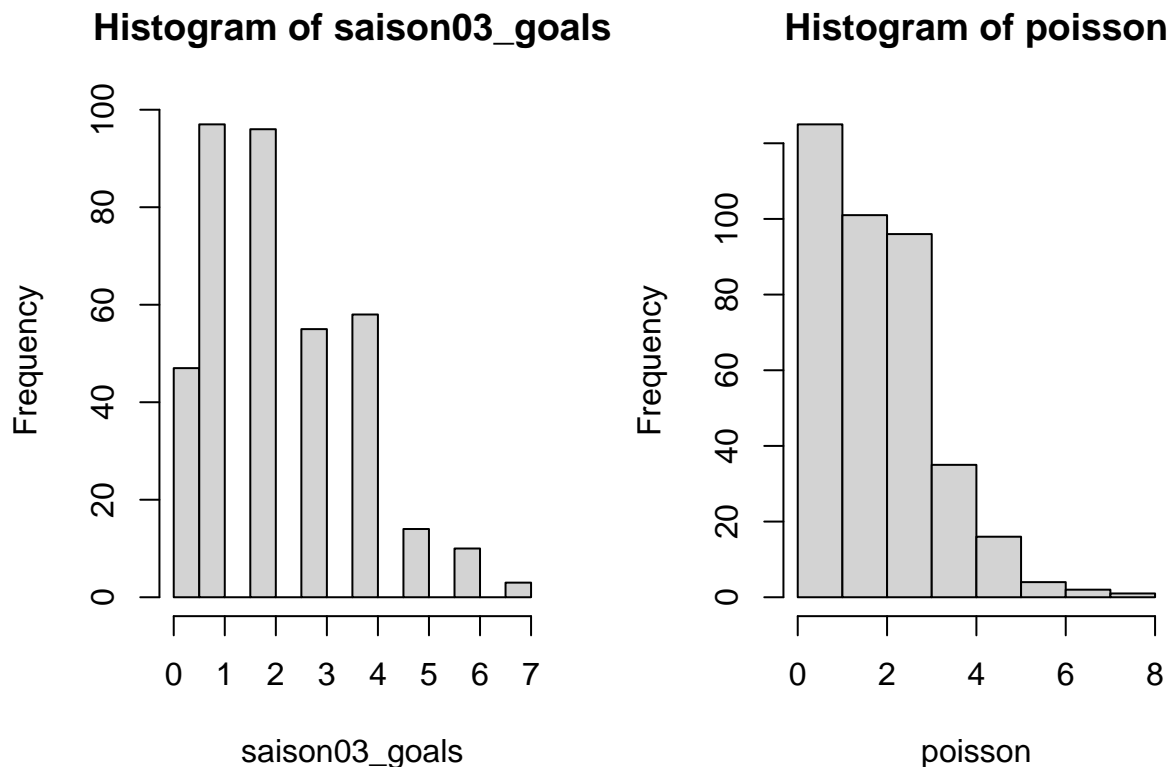 Histogram of saison03_goals
Frequency
0 20 40 60 80 100
0 1 2 3 4 5 6 7
saison03_goals
Histogram of poisson
Frequency
0 20 40 60 80 100
0 2 4 6 8
poisson